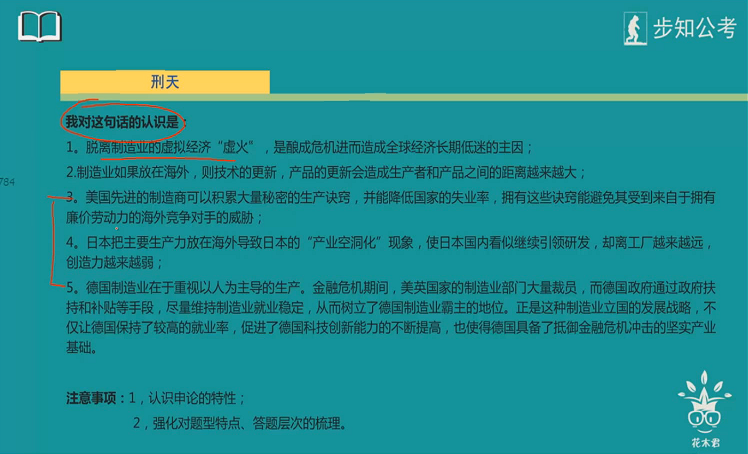 步知公考
刑天
我对这句话的认识是：
1。脱离制造业的虚拟经济“虚火”，是酿成危机进而造成全球经济长期低迷的主因；
784
2.制造业如果放在海外，则技术的更新，产品的更新会造成生产者和产品之间的距离越来越大；
3。美国先进的制造商可以积累大量秘密的生产诀窍，并能降低国家的失业率，拥有这些诀窍能避免其受到来自于拥有
廉价劳动力的海外竞争对手的威胁；
4。日本把主要生产力放在海外导致日本的“产业空洞化”现象，使日本国内看似继续引领研发，却离工厂越来越远，
创造力越来越弱；
5。德国制造业在于重视以人为主导的生产。金融危机期间，美英国家的制造业部门大量裁员，而德国政府通过政府扶
持和补贴等手段，尽量维持制造业就业稳定，从而树立了德国制造业霸主的地位。正是这种制造业立国的发展战略，不
仅让德国保持了较高的就业率，促进了德国科技创新能力的不断提高，也使得德国具备了抵御金融危机冲击的坚实产业
基础。
注意事项：1，认识申论的特性；
2，强化对题型特点、答题层次的梳理。
花木君